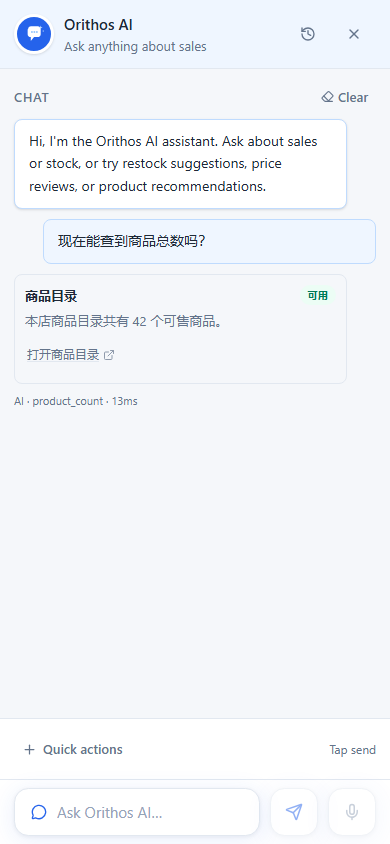 Orithos AI
Ask anything about sales
CHAT
Clear
Hi, I'm the Orithos AI assistant. Ask about sales
or stock, or try restock suggestions, price
reviews, or product recommendations.
现在能查到商品总数吗?
商品目录
可用
本店商品目录共有 42 个可售商品。
打开商品目录
AI · product_count · 13ms
Quick actions
Tap send
Ask Orithos AI...